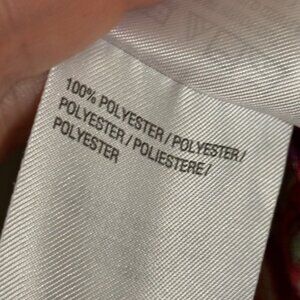 100% POLYESTER / POLYESTER /
POLYESTER / POLIESTERE /
POLYESTER